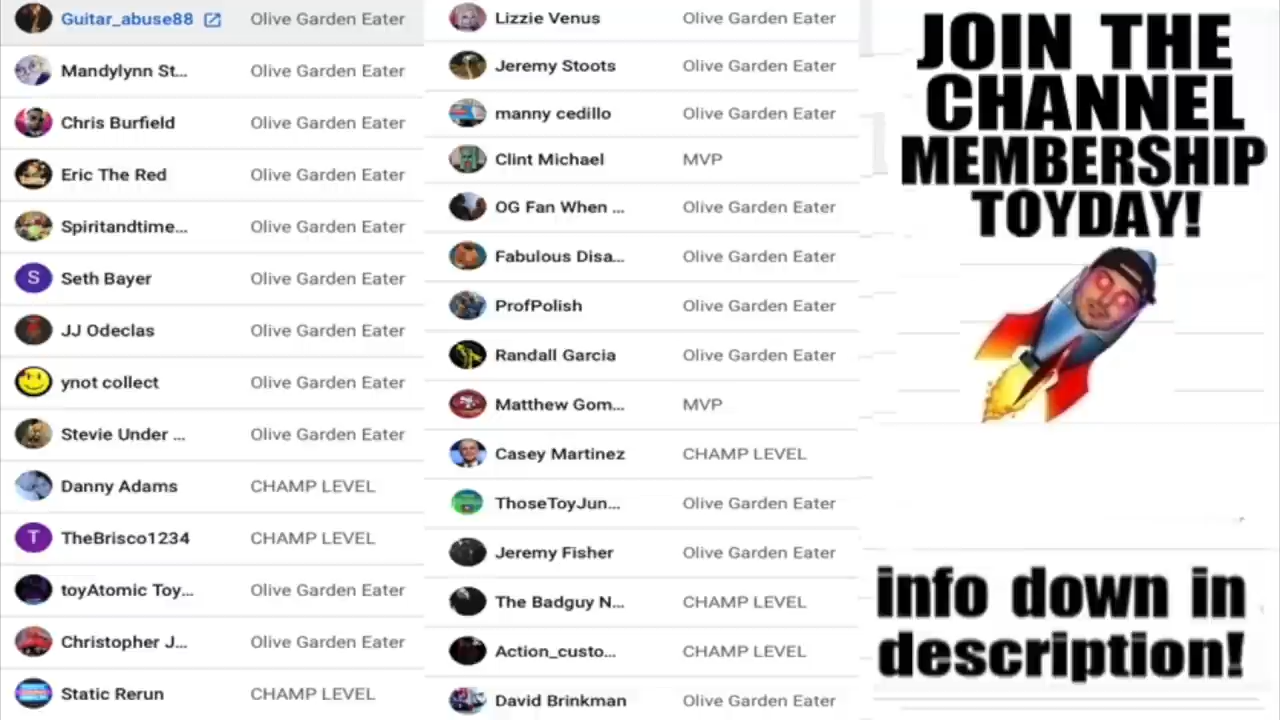 Guitar_abuse88 Olive Garden Eater
Mandylynn St... Olive Garden Eater
Chris Burfield Olive Garden Eater
Eric The Red Olive Garden Eater
Spiritandtime... Olive Garden Eater
S Seth Bayer Olive Garden Eater
JJ Odeclas Olive Garden Eater
ynot collect Olive Garden Eater
Stevie Under ... Olive Garden Eater
Danny Adams CHAMP LEVEL
T TheBrisco1234 CHAMP LEVEL
toyAtomic Toy... Olive Garden Eater
Christopher J... Olive Garden Eater
Static Rerun CHAMP LEVEL
Lizzie Venus Olive Garden Eater
Jeremy Stoots Olive Garden Eater
manny cedillo Olive Garden Eater
Clint Michael MVP
OG Fan When ... Olive Garden Eater
Fabulous Disa... Olive Garden Eater
ProfPolish Olive Garden Eater
Randall Garcia Olive Garden Eater
Matthew Gom... MVP
Casey Martinez CHAMP LEVEL
ThoseToyJun... Olive Garden Eater
Jeremy Fisher Olive Garden Eater
The Badguy N... CHAMP LEVEL
Action_custo... CHAMP LEVEL
David Brinkman Olive Garden Eater
JOIN THE
CHANNEL
MEMBERSHIP
TOYDAY!
info down in
description!